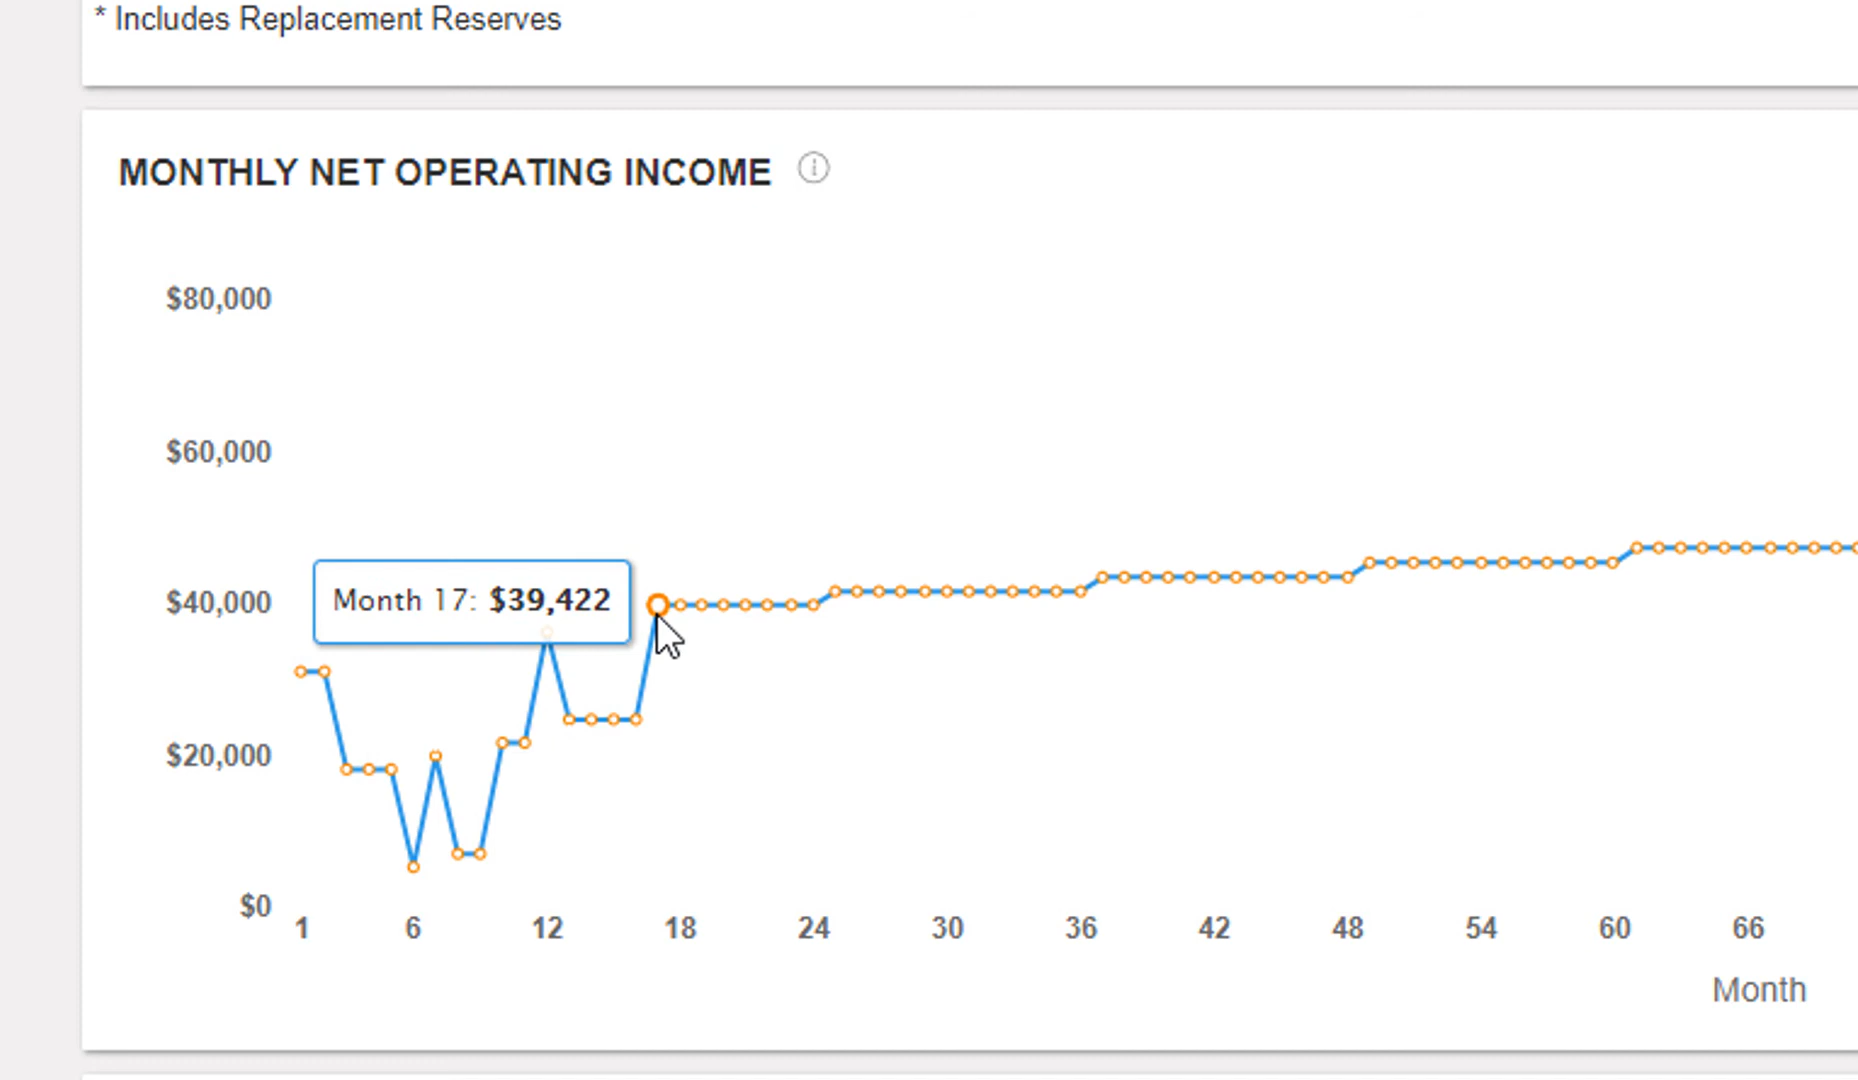 * Includes Replacement Reserves
MONTHLY NET OPERATING INCOME
$80,000
$60,000
$40,000
$20,000
$0
Month 17: $39,422
1 6 12 18 24 30 36 42 48 54 60 66
Month